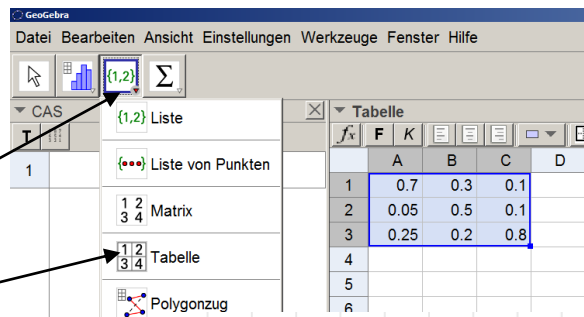 GeoGebra
Datei Bearbeiten Ansicht Einstellungen Werkzeuge Fenster Hilfe
{1,2} Σ
CAS
Tabelle
T
fx F K
1
{1,2} Liste
Liste von Punkten
1 2
3 4 Matrix
1 2
3 4 Tabelle
Polygonzug
A B C D
1 0.7 0.3 0.1
2 0.05 0.5 0.1
3 0.25 0.2 0.8
4
5
6